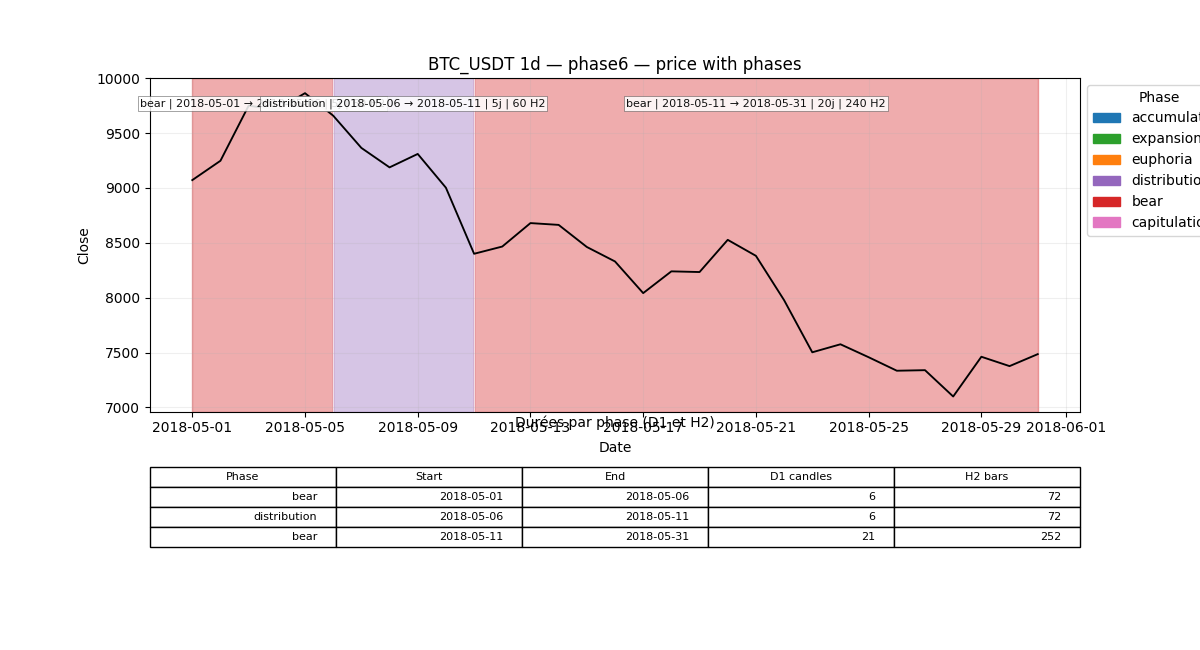 BTC_USDT 1d — phase6 — price with phases
10000
9500
9000
8500
8000
7500
7000
Close
bear | 2018-05-01 → 2
distribution | 2018-05-06 → 2018-05-11 | 5j | 60 H2
bear | 2018-05-11 → 2018-05-31 | 20j | 240 H2
Phase
accumulat
expansion
euphoria
distributio
bear
capitulatio
Durées par phase (D1 et H2)
2018-05-01 2018-05-05 2018-05-09 2018-05-13 2018-05-17 2018-05-21 2018-05-25 2018-05-29 2018-06-01
Date
Phase Start End D1 candles H2 bars
bear 2018-05-01 2018-05-06 6 72
distribution 2018-05-06 2018-05-11 6 72
bear 2018-05-11 2018-05-31 21 252